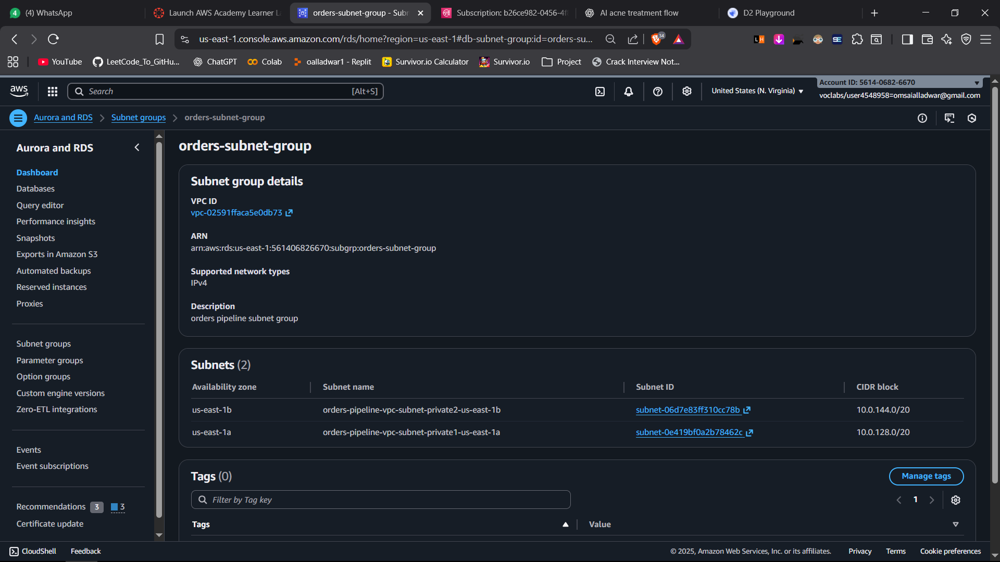 4 (4) WhatsApp
Launch AWS Academy Learner L
orders-subnet-group - Subn
Subscription: b26ce982-0456-4f
AI acne treatment flow
D2 Playground
us-east-1.console.aws.amazon.com/rds/home?region=us-east-1#db-subnet-group:id=orders-su...
34
YouTube
LeetCode_To_GitHu...
ChatGPT
Colab
oalladwar1 - Replit
Survivor.io Calculator
Survivor.io
Project
Crack Interview Not...
aws
Search
[Alt+S]
United States (N. Virginia)
Account ID: 5614-0682-6670
voclabs/user4548958=omsaialladwar@gmail.com
Aurora and RDS
Subnet groups
orders-subnet-group
Aurora and RDS
Dashboard
Databases
Query editor
Performance insights
Snapshots
Exports in Amazon S3
Automated backups
Reserved instances
Proxies
Subnet groups
Parameter groups
Option groups
Custom engine versions
Zero-ETL integrations
Events
Event subscriptions
Recommendations 3 3
Certificate update
orders-subnet-group
Subnet group details
VPC ID
vpc-02591ffaca5e0db73
ARN
arn:aws:rds:us-east-1:561406826670:subgrp:orders-subnet-group
Supported network types
IPv4
Description
orders pipeline subnet group
Subnets (2)
Availability zone Subnet name Subnet ID CIDR block
us-east-1b orders-pipeline-vpc-subnet-private2-us-east-1b subnet-06d7e83ff310cc78b 10.0.144.0/20
us-east-1a orders-pipeline-vpc-subnet-private1-us-east-1a subnet-0e419bf0a2b78462c 10.0.128.0/20
Tags (0)
Manage tags
Filter by Tag key
1
Tags Value
CloudShell Feedback
© 2025, Amazon Web Services, Inc. or its affiliates. Privacy Terms Cookie preferences